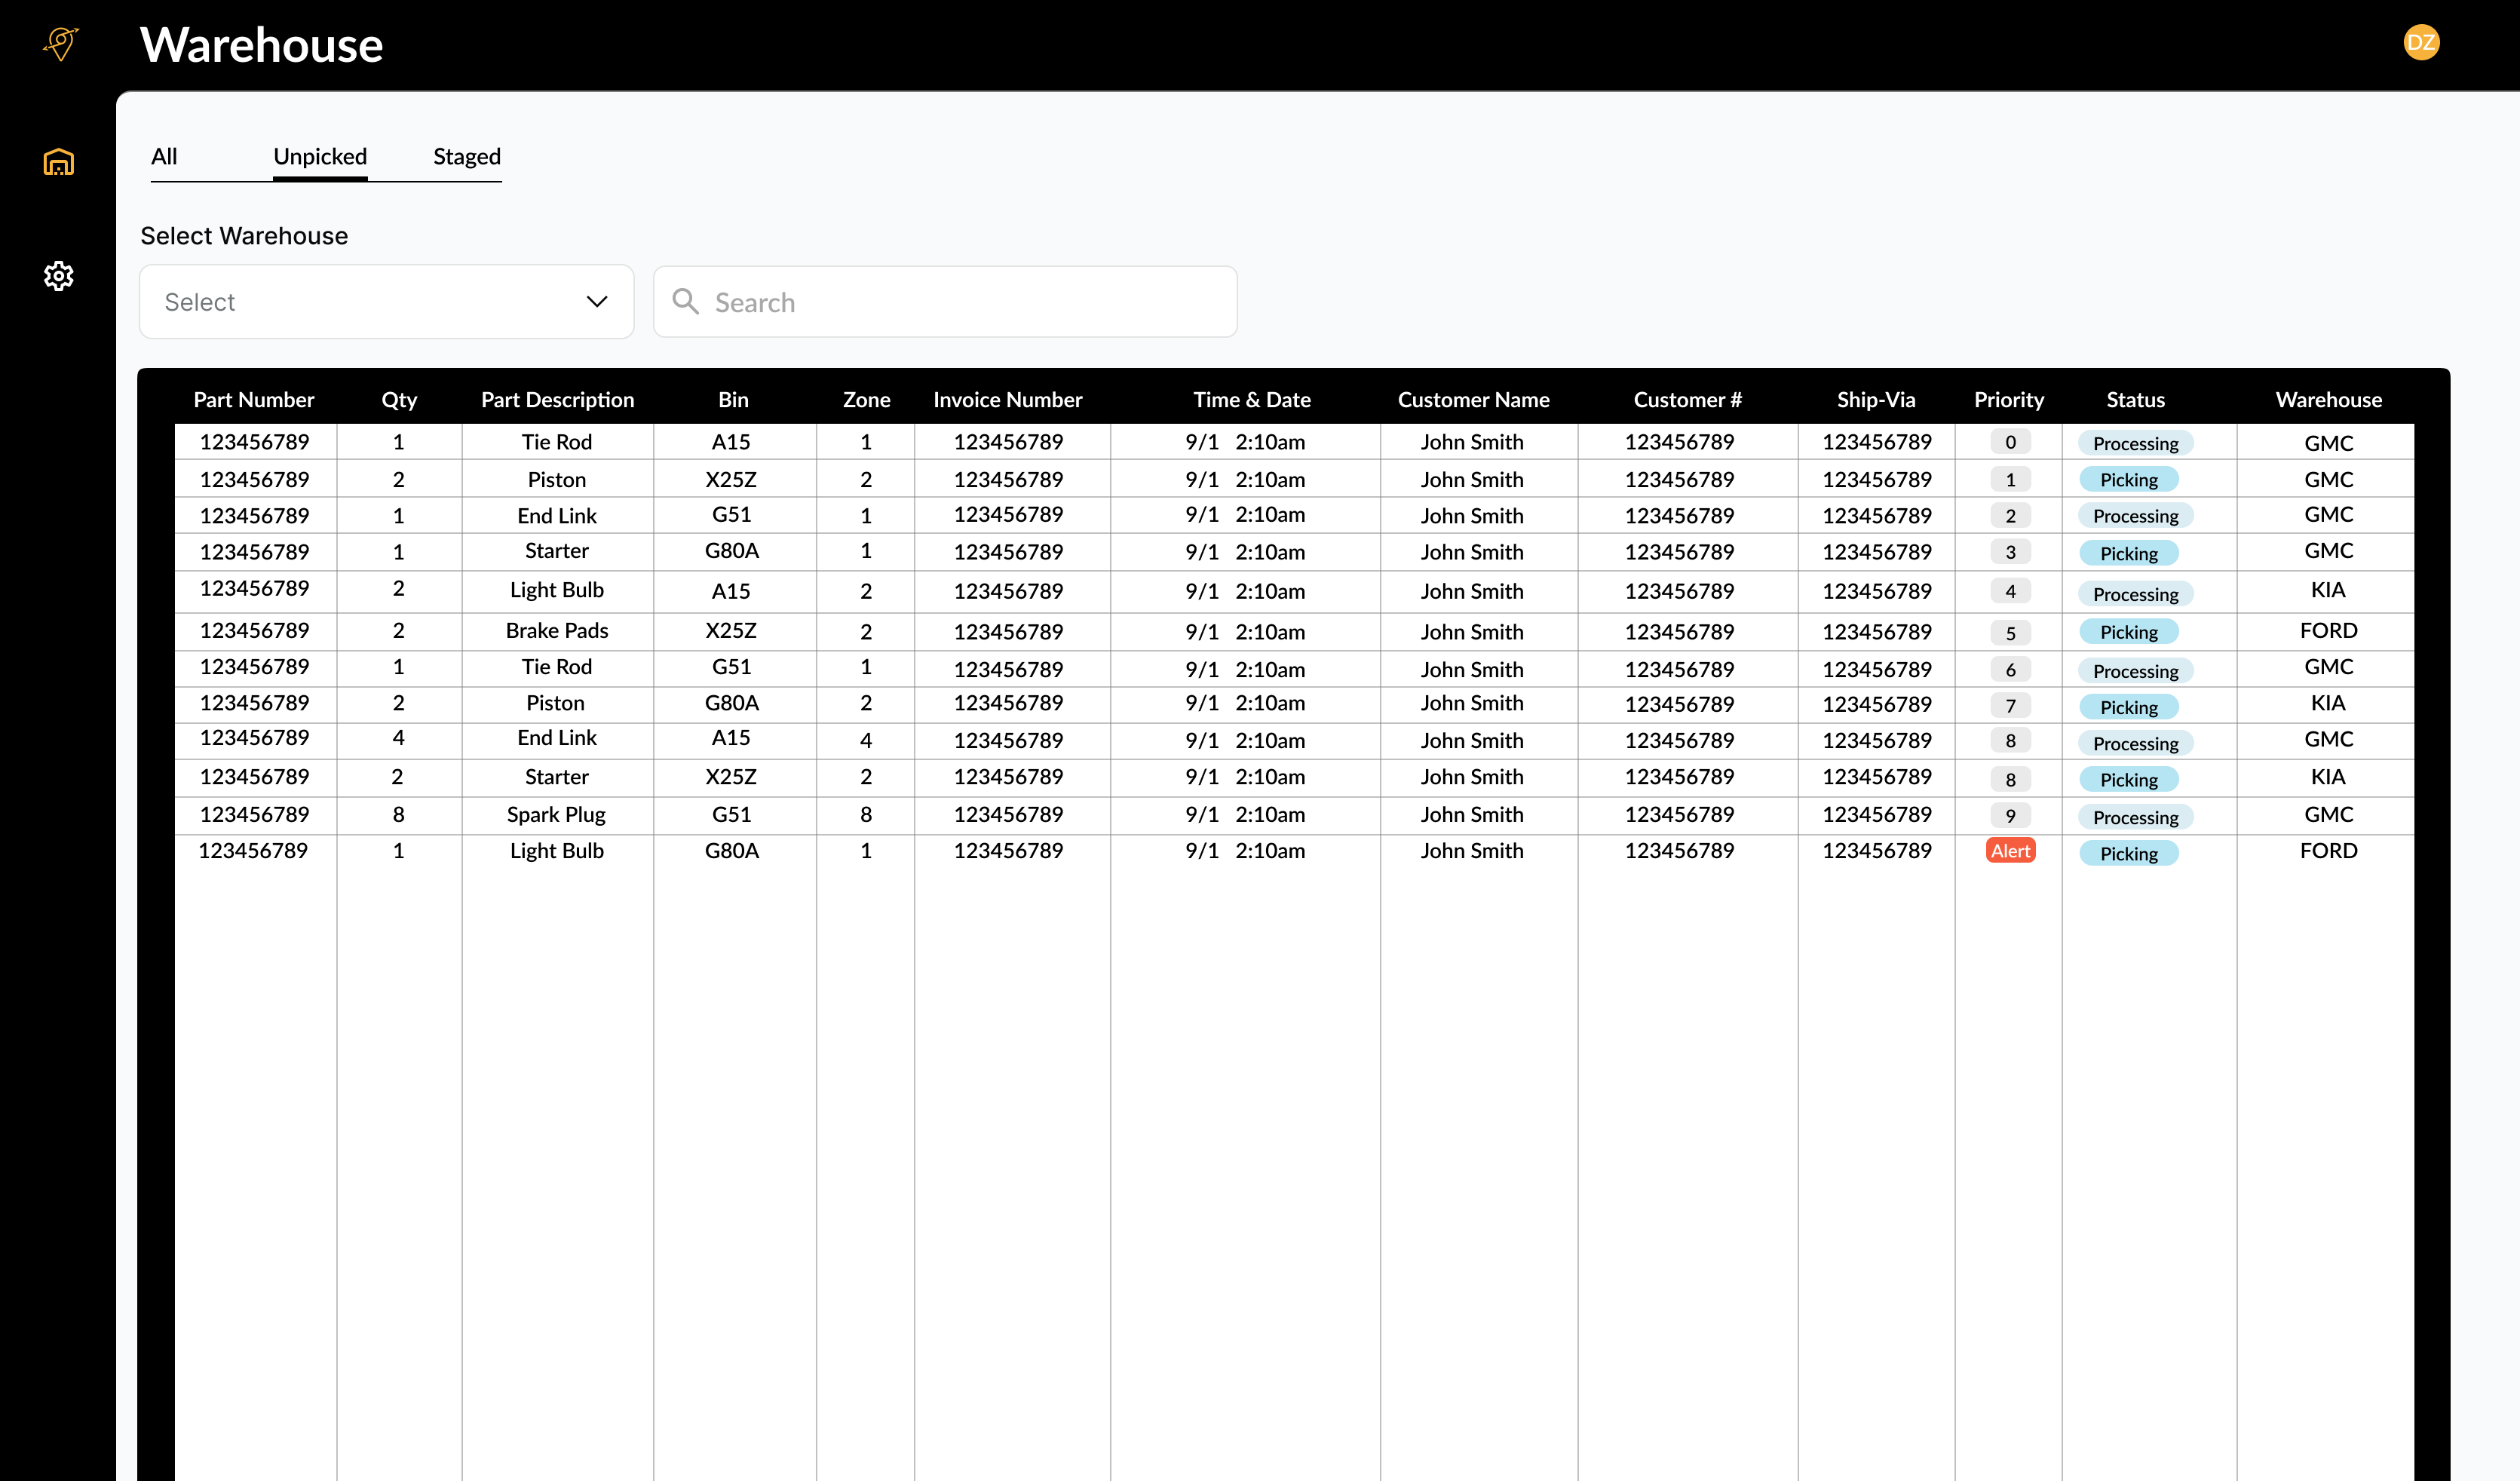 Warehouse
DZ
All Unpicked Staged
Select Warehouse
Select Search
Part Number Qty Part Description Bin Zone Invoice Number Time & Date Customer Name Customer # Ship-Via Priority Status Warehouse
123456789 1 Tie Rod A15 1 123456789 9/1 2:10am John Smith 123456789 123456789 0 Processing GMC
123456789 2 Piston X25Z 2 123456789 9/1 2:10am John Smith 123456789 123456789 1 Picking GMC
123456789 1 End Link G51 1 123456789 9/1 2:10am John Smith 123456789 123456789 2 Processing GMC
123456789 1 Starter G80A 1 123456789 9/1 2:10am John Smith 123456789 123456789 3 Picking GMC
123456789 2 Light Bulb A15 2 123456789 9/1 2:10am John Smith 123456789 123456789 4 Processing KIA
123456789 2 Brake Pads X25Z 2 123456789 9/1 2:10am John Smith 123456789 123456789 5 Picking FORD
123456789 1 Tie Rod G51 1 123456789 9/1 2:10am John Smith 123456789 123456789 6 Processing GMC
123456789 2 Piston G80A 2 123456789 9/1 2:10am John Smith 123456789 123456789 7 Picking KIA
123456789 4 End Link A15 4 123456789 9/1 2:10am John Smith 123456789 123456789 8 Processing GMC
123456789 2 Starter X25Z 2 123456789 9/1 2:10am John Smith 123456789 123456789 8 Picking KIA
123456789 8 Spark Plug G51 8 123456789 9/1 2:10am John Smith 123456789 123456789 9 Processing GMC
123456789 1 Light Bulb G80A 1 123456789 9/1 2:10am John Smith 123456789 123456789 Alert Picking FORD